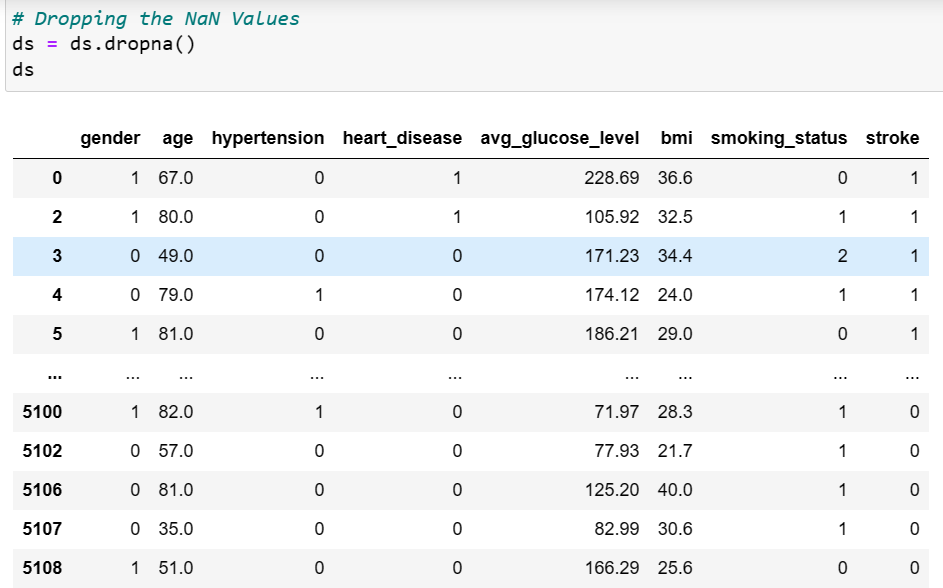 # Dropping the NaN Values
ds = ds.dropna()
ds
gender age hypertension heart_disease avg_glucose_level bmi smoking_status stroke
0 1 67.0 0 1 228.69 36.6 0 1
2 1 80.0 0 1 105.92 32.5 1 1
3 0 49.0 0 0 171.23 34.4 2 1
4 0 79.0 1 0 174.12 24.0 1 1
5 1 81.0 0 0 186.21 29.0 0 1
... ... ... ... ... ... ... ... ...
5100 1 82.0 1 0 71.97 28.3 1 0
5102 0 57.0 0 0 77.93 21.7 1 0
5106 0 81.0 0 0 125.20 40.0 1 0
5107 0 35.0 0 0 82.99 30.6 1 0
5108 1 51.0 0 0 166.29 25.6 0 0